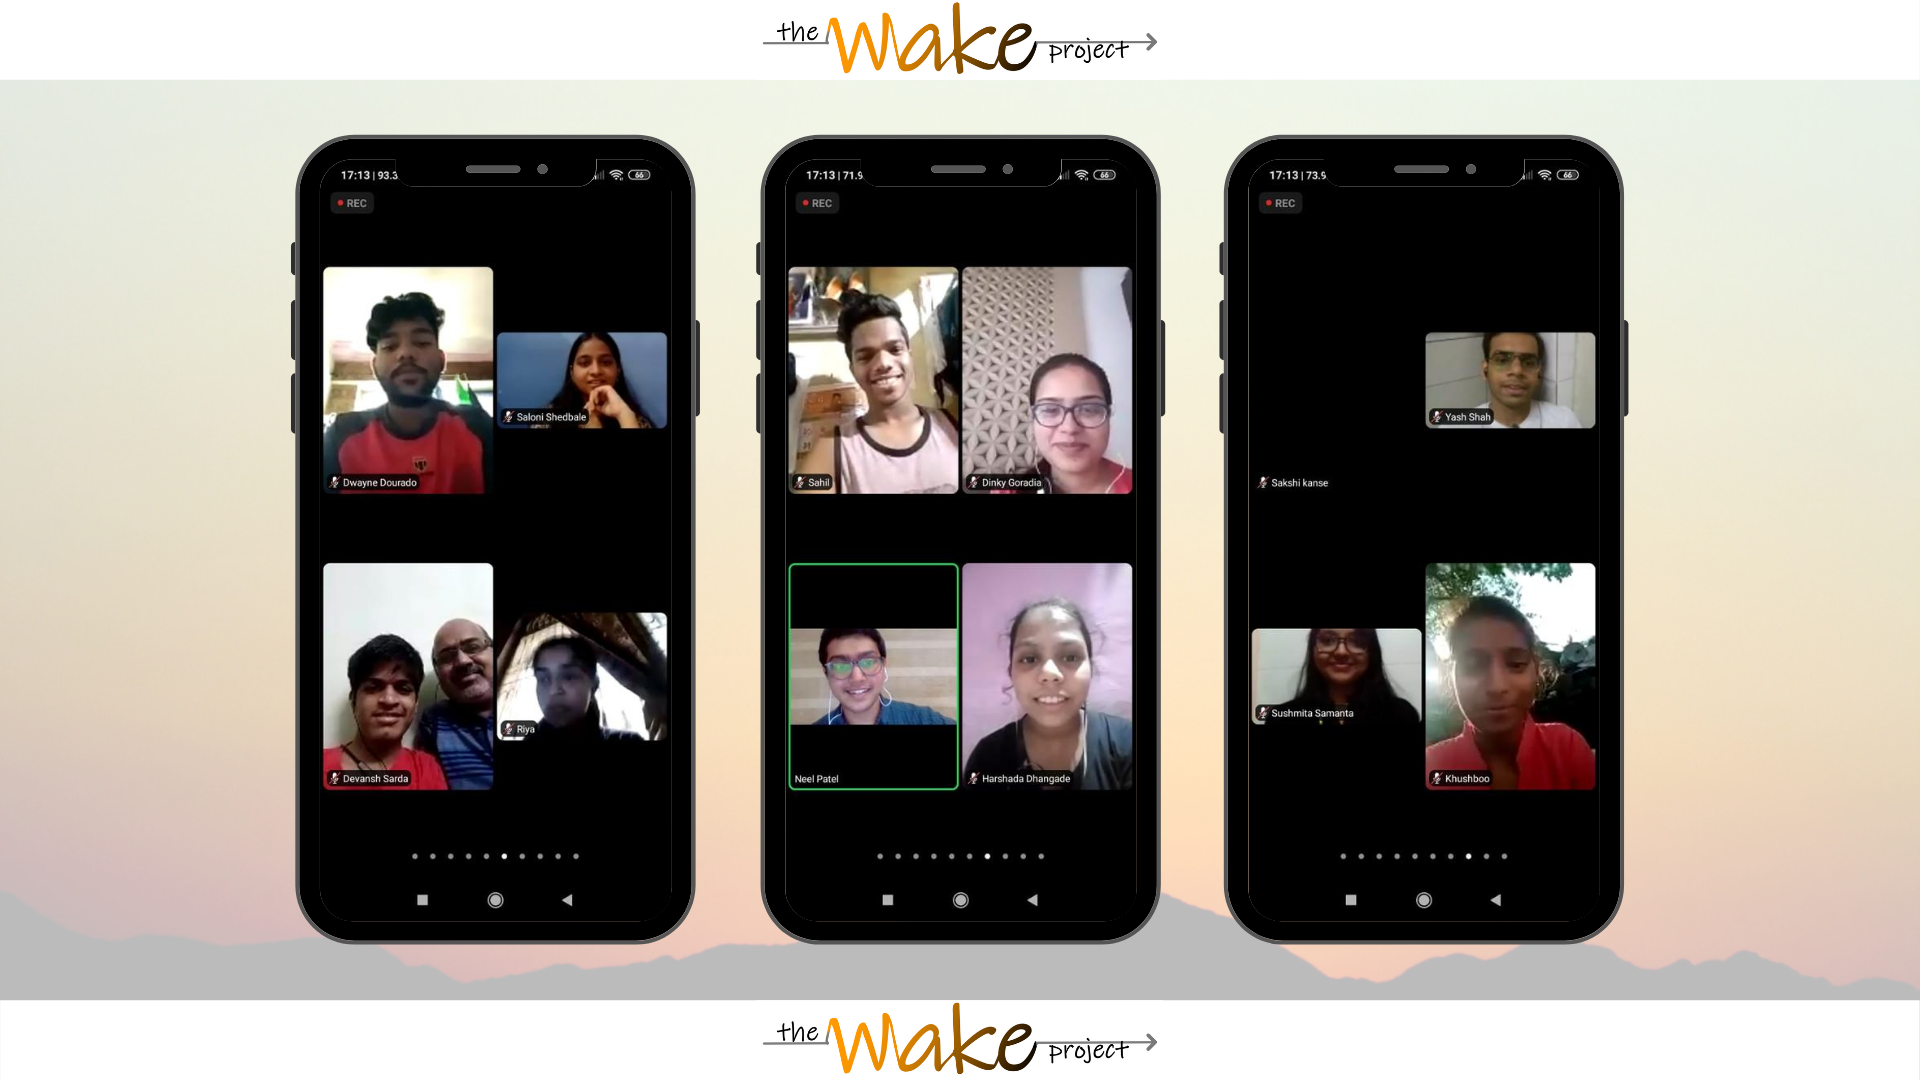 the Wake project
17:13 | 93.3
66
REC
Dwayne Dourado
Saloni Shedbale
Devansh Sarda
Riya
17:13 | 71.9
66
REC
Sahil
Dinky Goradia
Neel Patel
Harshada Dhangade
17:13 | 73.9
66
REC
Sakshi kanse
Yash Shah
Sushmita Samanta
Khushboo
the Wake project